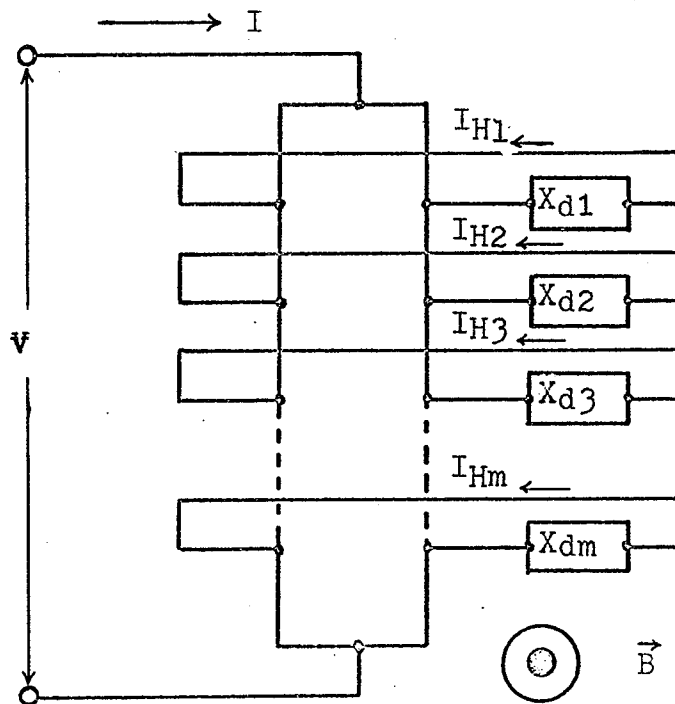 I
I_H1
X_d1
I_H2
X_d2
V
I_H3
X_d3
I_Hm
X_dm
B⃗